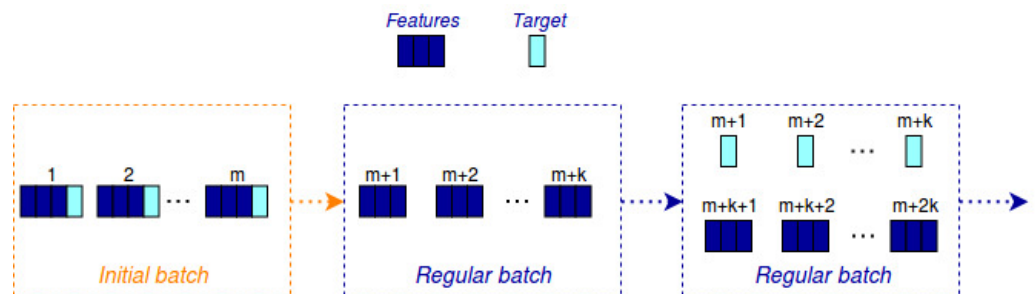 Features Target
m+1 m+2 ... m+k
1 2 ... m
m+1 m+2 ... m+k
m+k+1 m+k+2 ... m+2k
Initial batch
Regular batch
Regular batch